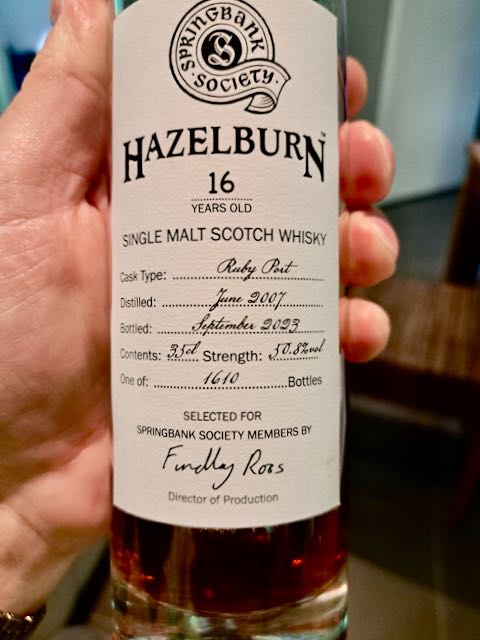 SPRINGBANK
S
· SOCIETY ·
HAZELBURN™
16
YEARS OLD
SINGLE MALT SCOTCH WHISKY
Cask Type: Ruby Port
Distilled: June 2007
Bottled: September 2023
Contents: 35cl Strength: 50.8%vol
One of: 1610 Bottles
SELECTED FOR
SPRINGBANK SOCIETY MEMBERS BY
Findlay Ross
Director of Production